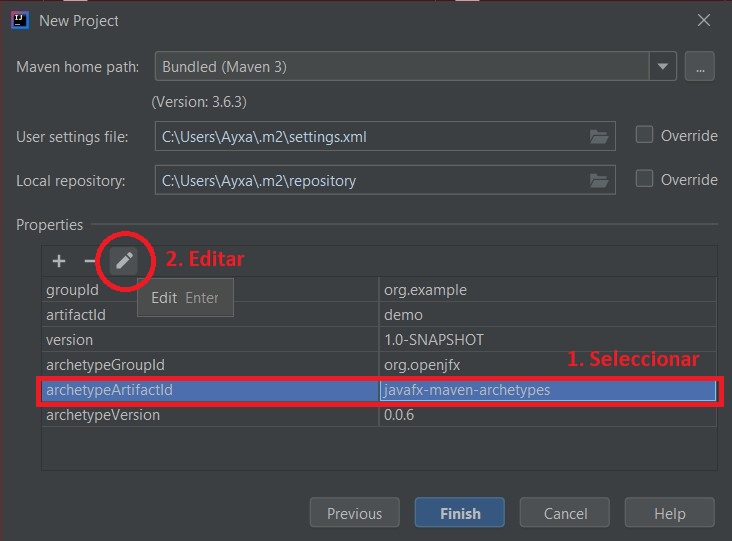 New Project
Maven home path: Bundled (Maven 3) ...
(Version: 3.6.3)
User settings file: C:\Users\Ayxa\.m2\settings.xml Override
Local repository: C:\Users\Ayxa\.m2\repository Override
Properties
2. Editar
groupId org.example
Edit Enter
artifactId demo
version 1.0-SNAPSHOT
1. Seleccionar
archetypeGroupId org.openjfx
archetypeArtifactId javafx-maven-archetypes
archetypeVersion 0.0.6
Previous Finish Cancel Help